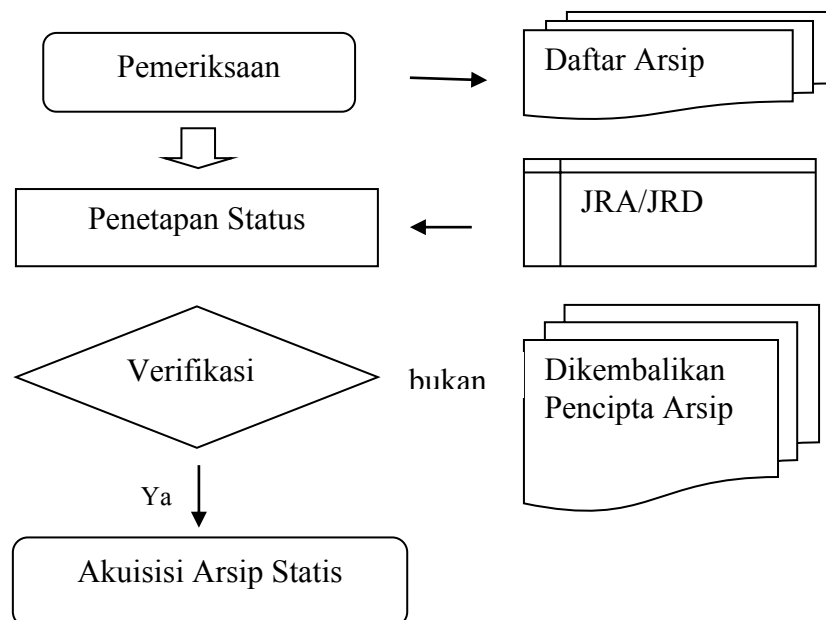 Pemeriksaan
Daftar Arsip
Penetapan Status
JRA/JRD
Verifikasi
bukan
Dikembalikan
Pencipta Arsip
Ya
Akuisisi Arsip Statis